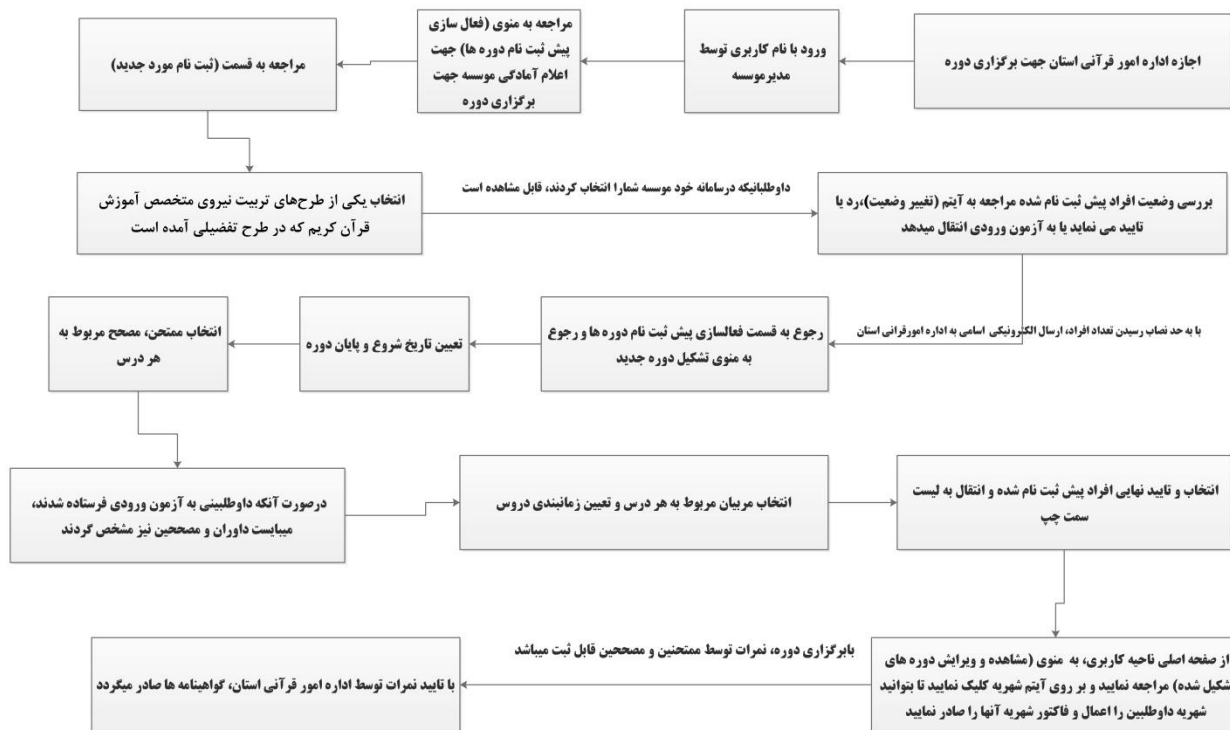 اجازه اداره امور قرآنی استان جهت برگزاری دوره
ورود با نام کاربری توسط
مدیرموسسه
مراجعه به منوی (فعال سازی
پیش ثبت نام دوره ها) جهت
اعلام آمادگی موسسه جهت
برگزاری دوره
مراجعه به قسمت (ثبت نام مورد جدید)
انتخاب یکی از طرح‌های تربیت نیروی متخصص آموزش
قرآن کریم که در طرح تفضیلی آمده است
داوطلبانیکه درسامانه خود موسسه شمارا انتخاب کردند، قابل مشاهده است
بررسی وضعیت افراد پیش ثبت نام شده مراجعه به آیتم (تغییر وضعیت)،رد یا
تایید می نماید یا به آزمون ورودی انتقال میدهد
با به حد نصاب رسیدن تعداد افراد، ارسال الکترونیکی اسامی به اداره امورقرانی استان
رجوع به قسمت فعالسازی پیش ثبت نام دوره ها و رجوع
به منوی تشکیل دوره جدید
تعیین تاریخ شروع و پایان دوره
انتخاب ممتحن، مصحح مربوط به
هر درس
درصورت آنکه داوطلبینی به آزمون ورودی فرستاده شدند،
میبایست داوران و مصححین نیز مشخص گردند
انتخاب مربیان مربوط به هر درس و تعیین زمانبندی دروس
انتخاب و تایید نهایی افراد پیش ثبت نام شده و انتقال به لیست
سمت چپ
از صفحه اصلی ناحیه کاربری، به منوی (مشاهده و ویرایش دوره های
تشکیل شده) مراجعه نمایید و بر روی آیتم شهریه کلیک نمایید تا بتوانید
شهریه داوطلبین را اعمال و فاکتور شهریه آنها را صادر نمایید
بابرگزاری دوره، نمرات توسط ممتحنین و مصححین قابل ثبت میباشد
با تایید نمرات توسط اداره امور قرآنی استان، گواهینامه ها صادر میگردد